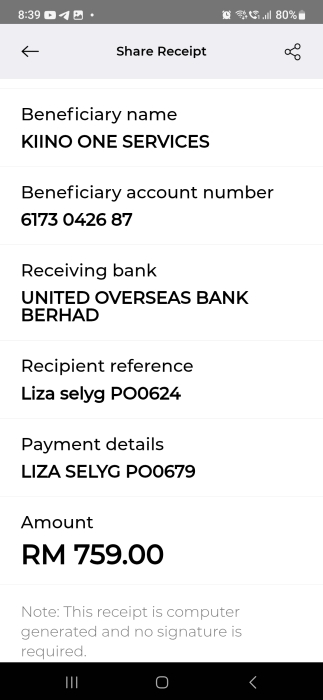 8:39
80%
Share Receipt
Beneficiary name
KIINO ONE SERVICES
Beneficiary account number
6173 0426 87
Receiving bank
UNITED OVERSEAS BANK
BERHAD
Recipient reference
Liza selyg PO0624
Payment details
LIZA SELYG PO0679
Amount
RM 759.00
Note: This receipt is computer
generated and no signature is
required.